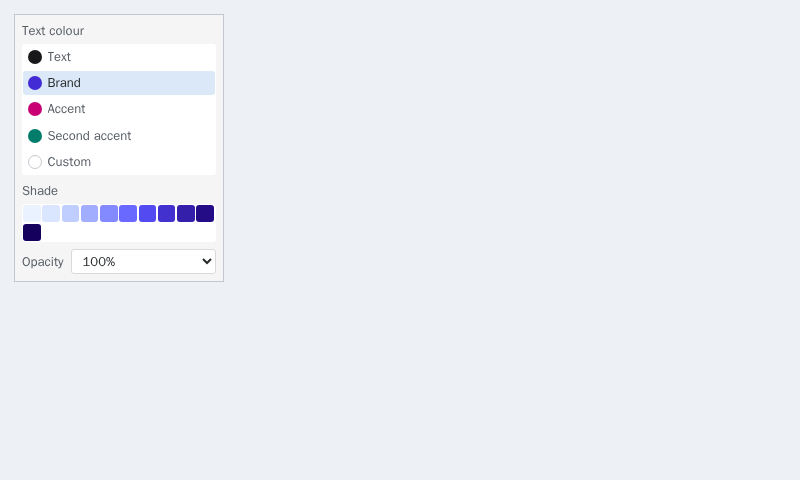 Text colour
Text
Brand
Accent
Second accent
Custom
Shade
Opacity 100%